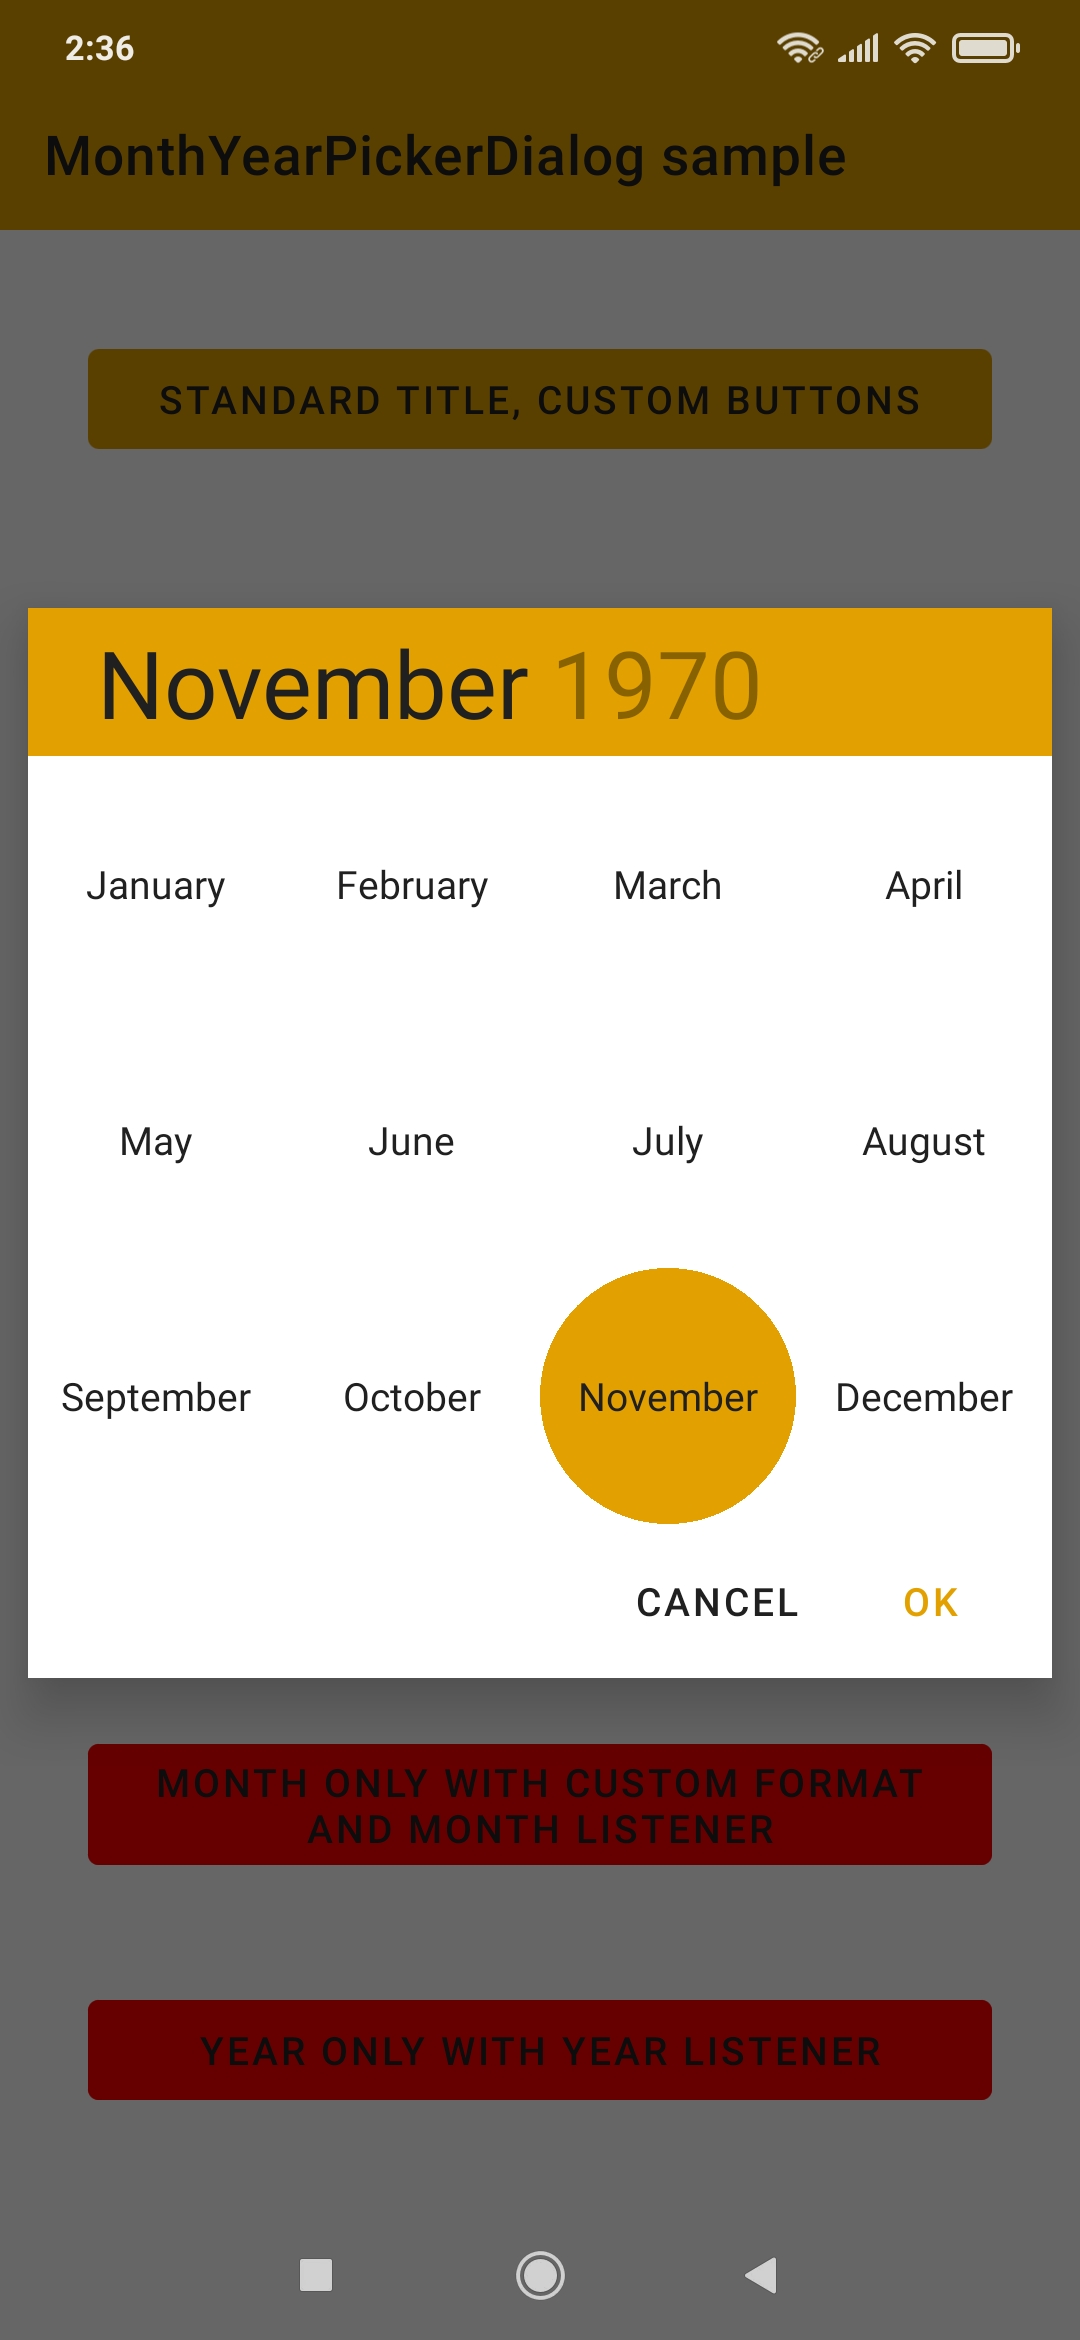 2:36
MonthYearPickerDialog sample
STANDARD TITLE, CUSTOM BUTTONS
November 1970
January February March April
May June July August
September October November December
CANCEL OK
MONTH ONLY WITH CUSTOM FORMAT
AND MONTH LISTENER
YEAR ONLY WITH YEAR LISTENER